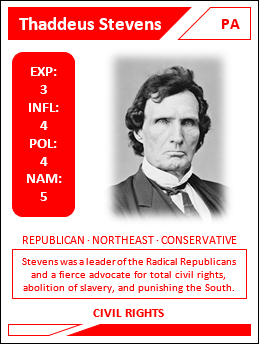 Thaddeus Stevens
PA
EXP:
3
INFL:
4
POL:
4
NAM:
5
REPUBLICAN · NORTHEAST · CONSERVATIVE
Stevens was a leader of the Radical Republicans
and a fierce advocate for total civil rights,
abolition of slavery, and punishing the South.
CIVIL RIGHTS